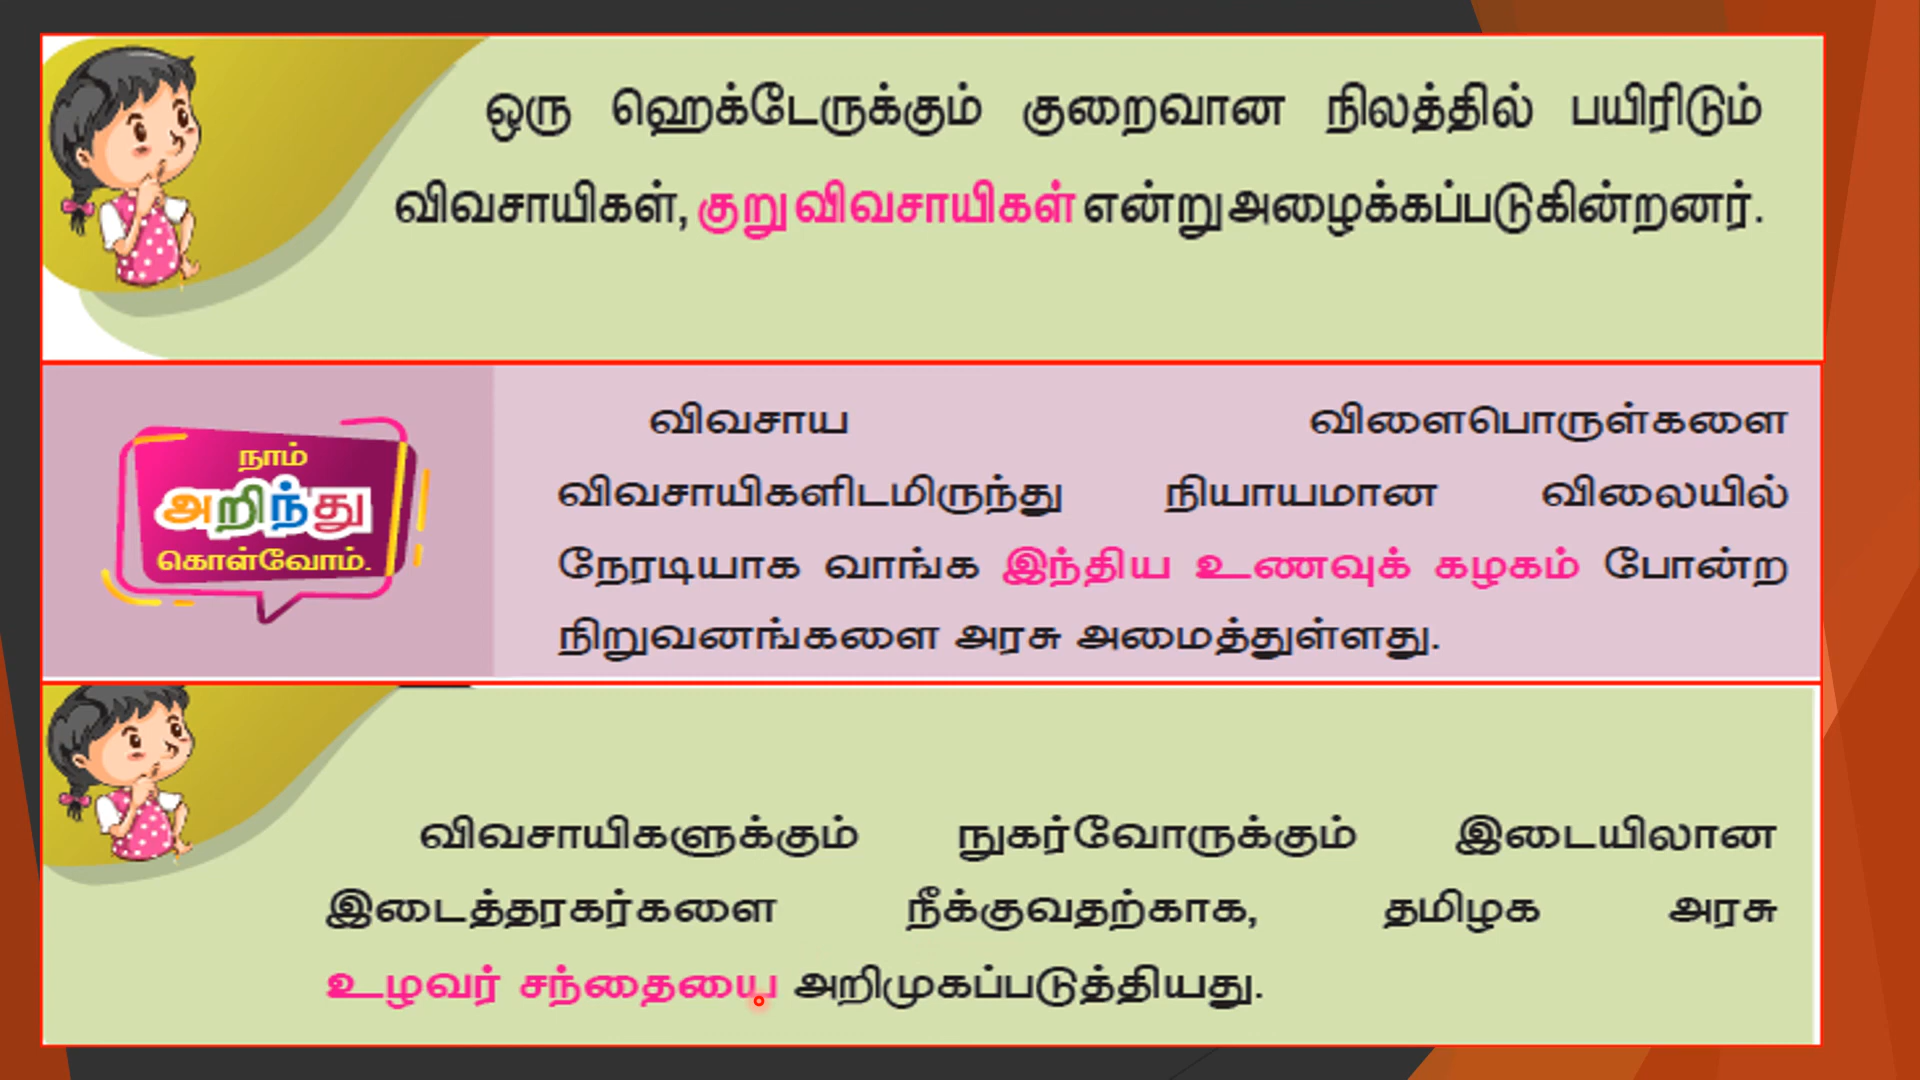 ஒரு ஹெக்டேருக்கும் குறைவான நிலத்தில் பயிரிடும்
விவசாயிகள், குறு விவசாயிகள் என்று அழைக்கப்படுகின்றனர்.
நாம்
அறிந்து
கொள்வோம்.
விவசாய விளைபொருள்களை
விவசாயிகளிடமிருந்து நியாயமான விலையில்
நேரடியாக வாங்க இந்திய உணவுக் கழகம் போன்ற
நிறுவனங்களை அரசு அமைத்துள்ளது.
விவசாயிகளுக்கும் நுகர்வோருக்கும் இடையிலான
இடைத்தரகர்களை நீக்குவதற்காக, தமிழக அரசு
உழவர் சந்தையை அறிமுகப்படுத்தியது.